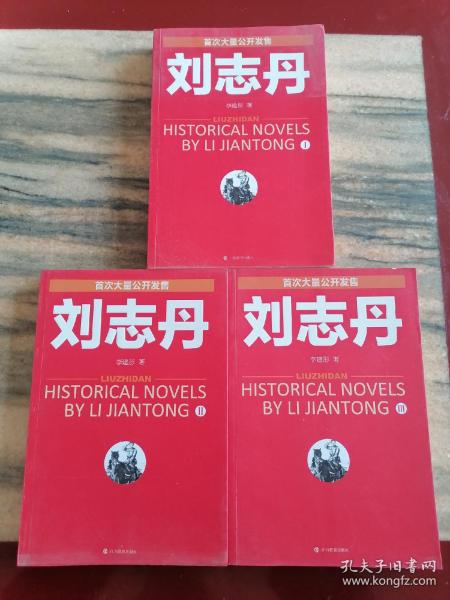 首次大量公开发售
刘志丹
李建彤 著
LIUZHIDAN
HISTORICAL NOVELS
BY LI JIANTONG I
首次大量公开发售
刘志丹
李建彤 著
LIUZHIDAN
HISTORICAL NOVELS
BY LI JIANTONG II
首次大量公开发售
刘志丹
李建彤 著
LIUZHIDAN
HISTORICAL NOVELS
BY LI JIANTONG III
孔夫子旧书网
www.kongfz.com